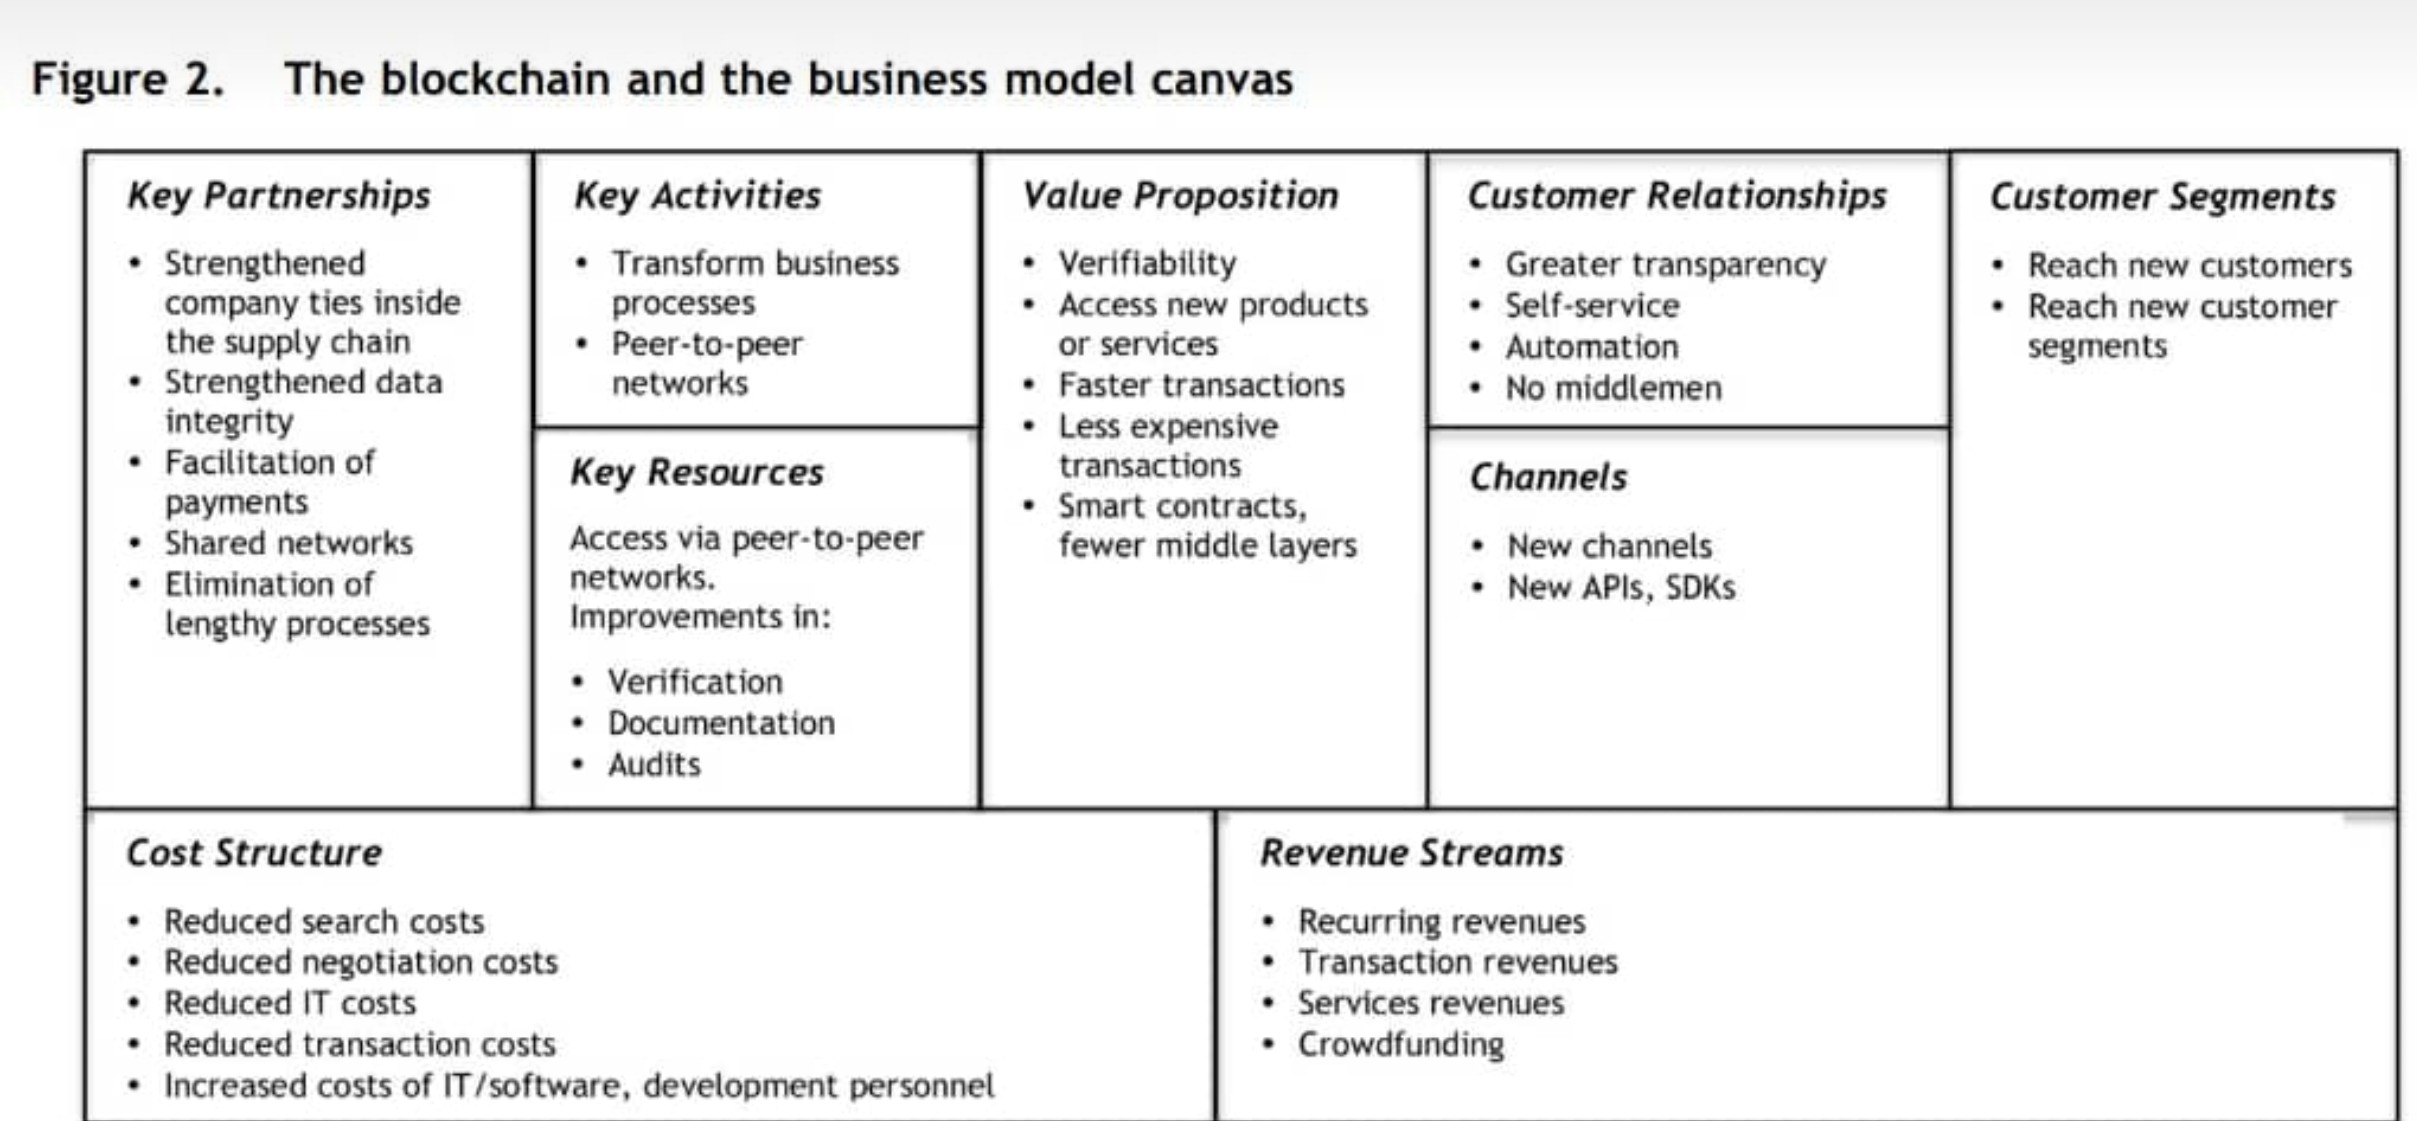 Figure 2. The blockchain and the business model canvas
Key Partnerships
• Strengthened
company ties inside
the supply chain
• Strengthened data
integrity
• Facilitation of
payments
• Shared networks
• Elimination of
lengthy processes
Key Activities
• Transform business
processes
• Peer-to-peer
networks
Key Resources
Access via peer-to-peer
networks.
Improvements in:
• Verification
• Documentation
• Audits
Value Proposition
• Verifiability
• Access new products
or services
• Faster transactions
• Less expensive
transactions
• Smart contracts,
fewer middle layers
Customer Relationships
• Greater transparency
• Self-service
• Automation
• No middlemen
Channels
• New channels
• New APIs, SDKs
Customer Segments
• Reach new customers
• Reach new customer
segments
Cost Structure
• Reduced search costs
• Reduced negotiation costs
• Reduced IT costs
• Reduced transaction costs
• Increased costs of IT/software, development personnel
Revenue Streams
• Recurring revenues
• Transaction revenues
• Services revenues
• Crowdfunding